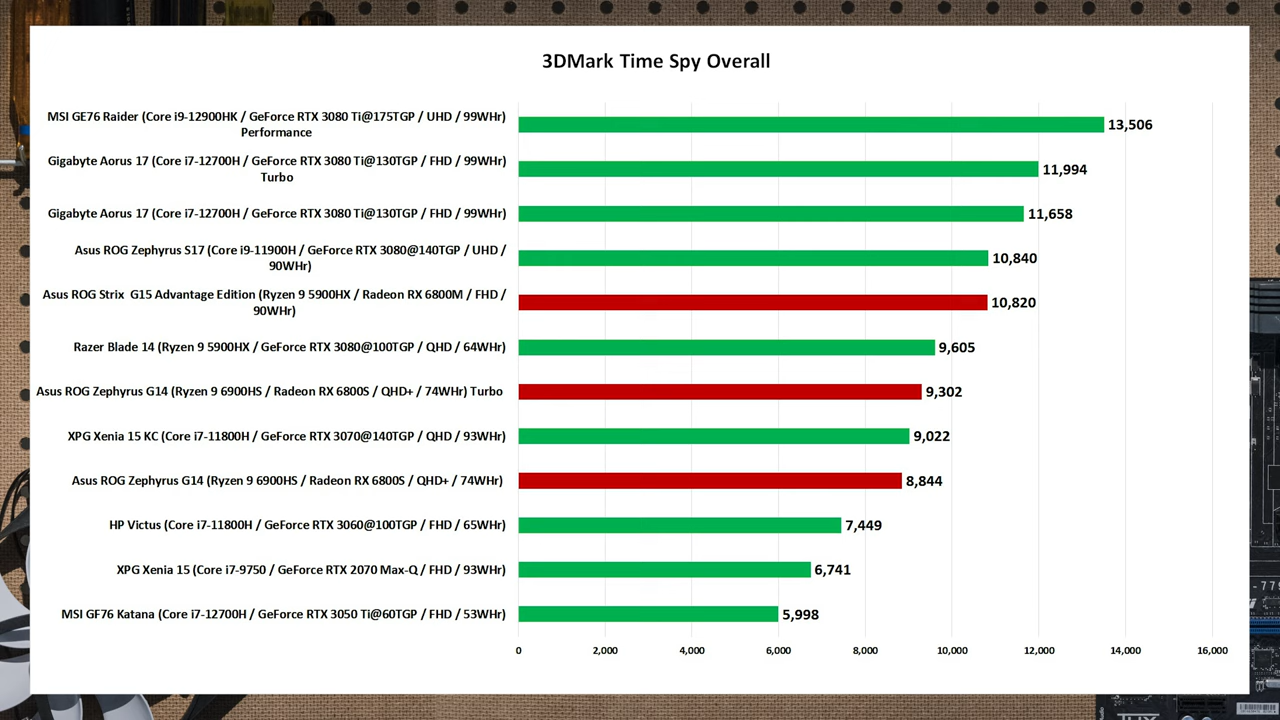 3DMark Time Spy Overall
MSI GE76 Raider (Core i9-12900HK / GeForce RTX 3080 Ti@175TGP / UHD / 99WHr)
Performance
13,506
Gigabyte Aorus 17 (Core i7-12700H / GeForce RTX 3080 Ti@130TGP / FHD / 99WHr)
Turbo
11,994
Gigabyte Aorus 17 (Core i7-12700H / GeForce RTX 3080 Ti@130TGP / FHD / 99WHr)
11,658
Asus ROG Zephyrus S17 (Core i9-11900H / GeForce RTX 3080@140TGP / UHD /
90WHr)
10,840
Asus ROG Strix G15 Advantage Edition (Ryzen 9 5900HX / Radeon RX 6800M / FHD /
90WHr)
10,820
Razer Blade 14 (Ryzen 9 5900HX / GeForce RTX 3080@100TGP / QHD / 64WHr)
9,605
Asus ROG Zephyrus G14 (Ryzen 9 6900HS / Radeon RX 6800S / QHD+ / 74WHr) Turbo
9,302
XPG Xenia 15 KC (Core i7-11800H / GeForce RTX 3070@140TGP / QHD / 93WHr)
9,022
Asus ROG Zephyrus G14 (Ryzen 9 6900HS / Radeon RX 6800S / QHD+ / 74WHr)
8,844
HP Victus (Core i7-11800H / GeForce RTX 3060@100TGP / FHD / 65WHr)
7,449
XPG Xenia 15 (Core i7-9750 / GeForce RTX 2070 Max-Q / FHD / 93WHr)
6,741
MSI GF76 Katana (Core i7-12700H / GeForce RTX 3050 Ti@60TGP / FHD / 53WHr)
5,998
0 2,000 4,000 6,000 8,000 10,000 12,000 14,000 16,000